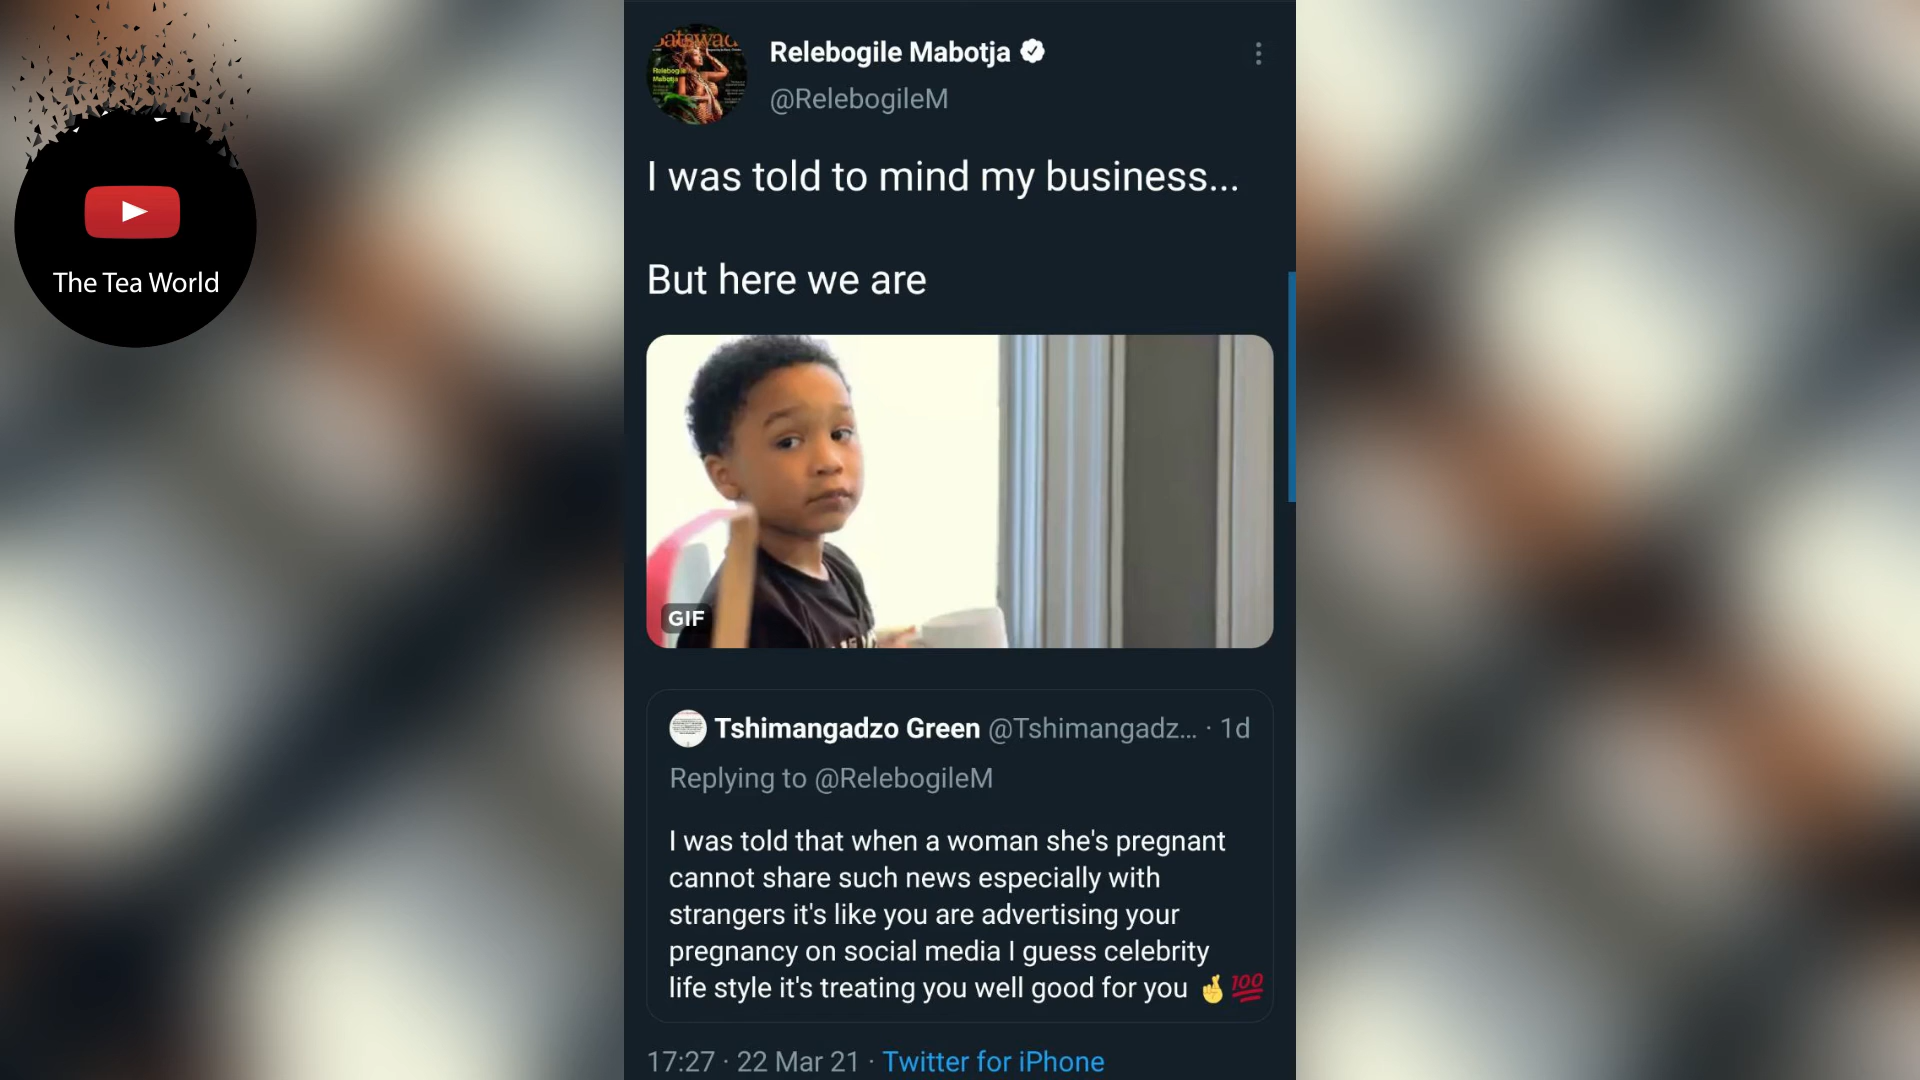 The Tea World
Relebogile Mabotja
@RelebogileM
I was told to mind my business...
But here we are
GIF
Tshimangadzo Green @Tshimangadz... · 1d
Replying to @RelebogileM
I was told that when a woman she's pregnant
cannot share such news especially with
strangers it's like you are advertising your
pregnancy on social media I guess celebrity
life style it's treating you well good for you 🤞💯
17:27 · 22 Mar 21 · Twitter for iPhone